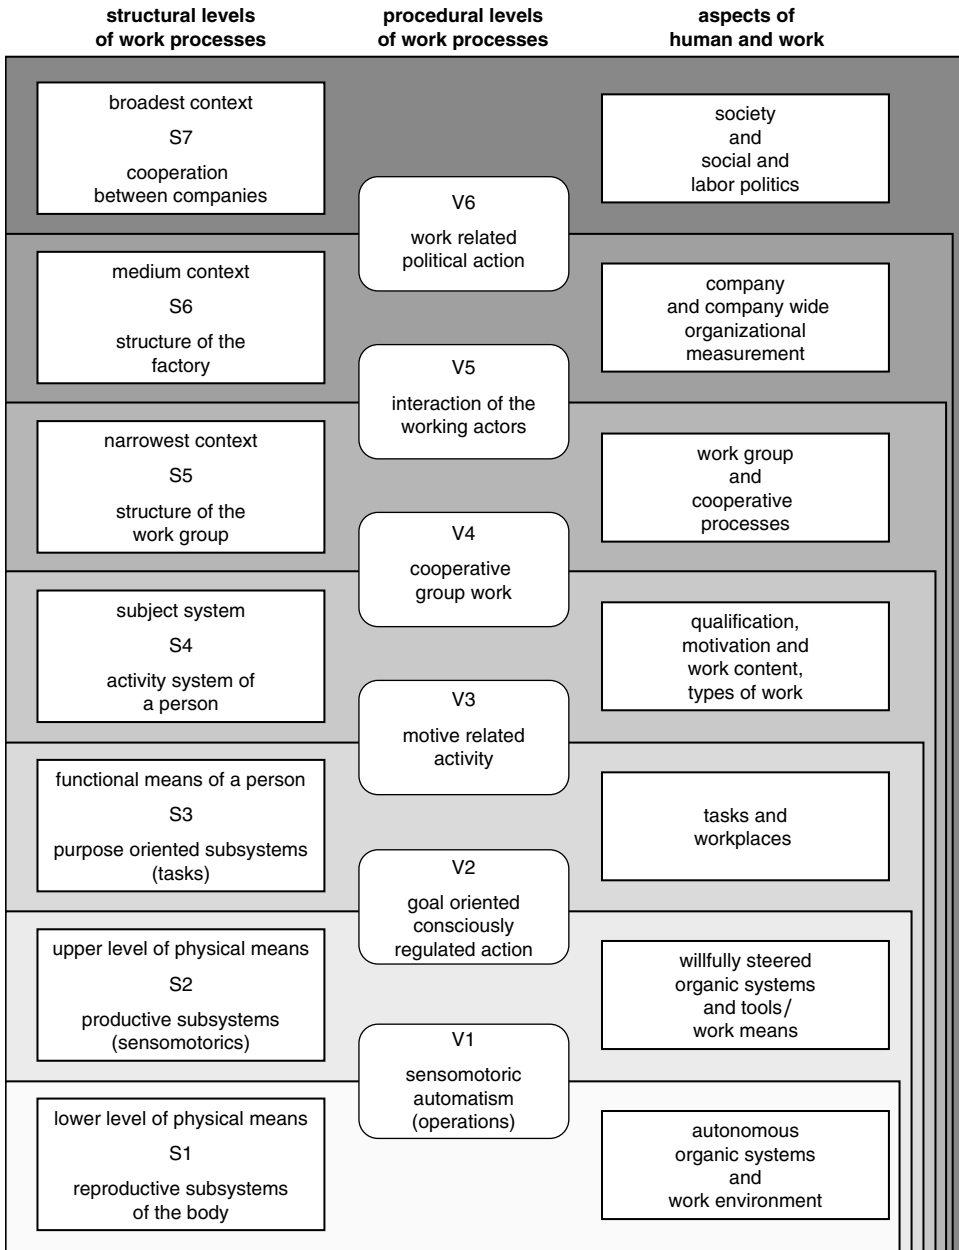 structural levels
of work processes
procedural levels
of work processes
aspects of
human and work
broadest context
S7
cooperation
between companies
society
and
social and
labor politics
V6
work related
political action
medium context
S6
structure of the
factory
company
and company wide
organizational
measurement
V5
interaction of the
working actors
narrowest context
S5
structure of the
work group
work group
and
cooperative
processes
V4
cooperative
group work
subject system
S4
activity system of
a person
qualification,
motivation and
work content,
types of work
V3
motive related
activity
functional means of a person
S3
purpose oriented subsystems
(tasks)
tasks and
workplaces
V2
goal oriented
consciously
regulated action
upper level of physical means
S2
productive subsystems
(sensomotorics)
willfully steered
organic systems
and tools/
work means
V1
sensomotoric
automatism
(operations)
lower level of physical means
S1
reproductive subsystems
of the body
autonomous
organic systems
and
work environment